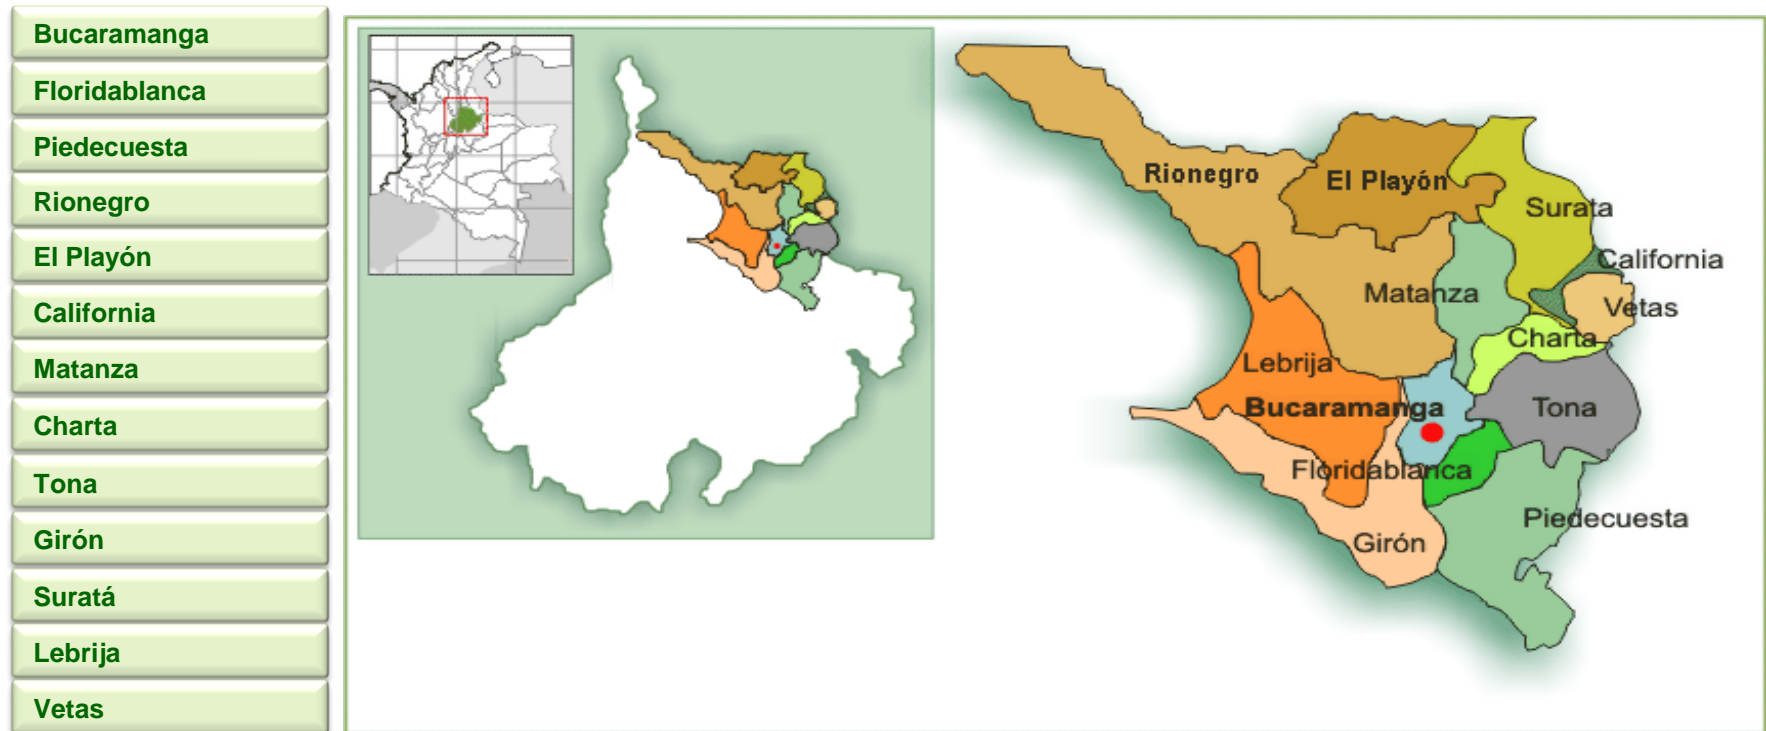 Bucaramanga
Floridablanca
Piedecuesta
Rionegro
El Playón
California
Matanza
Charta
Tona
Girón
Suratá
Lebrija
Vetas
Rionegro
El Playón
Surata
California
Matanza
Vetas
Charta
Lebrija
Bucaramanga
Tona
Floridablanca
Piedecuesta
Girón